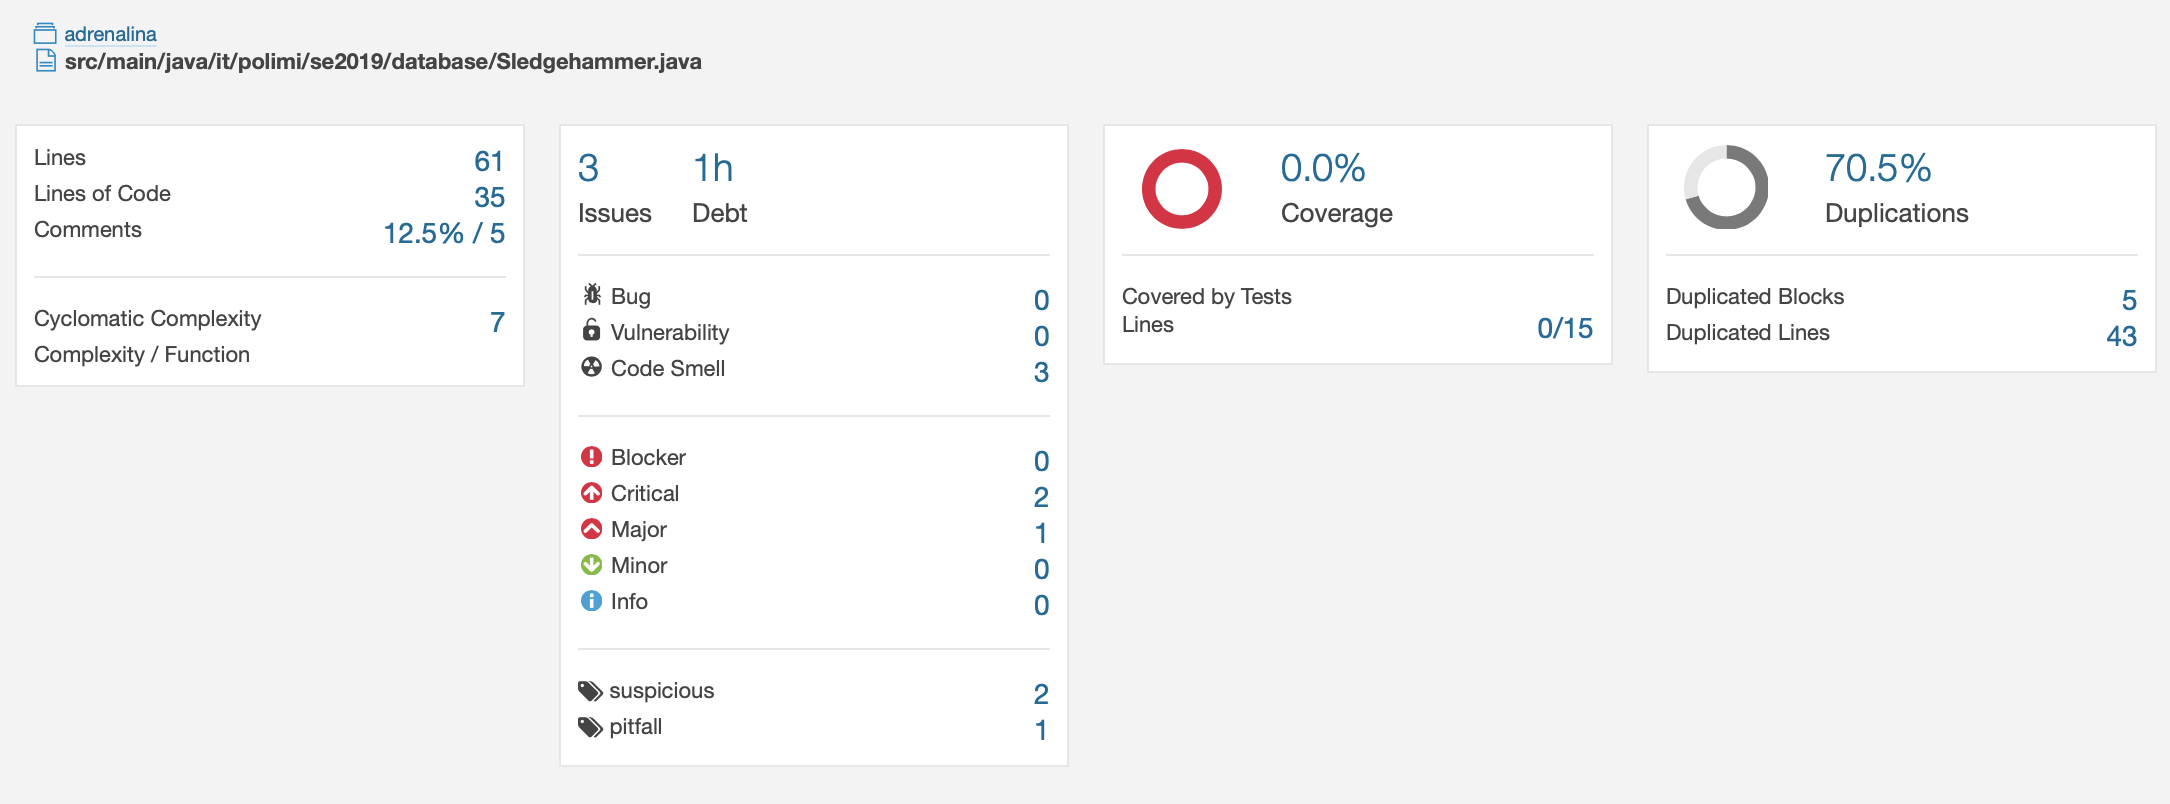 adrenalina
src/main/java/it/polimi/se2019/database/Sledgehammer.java
Lines 61
Lines of Code 35
Comments 12.5% / 5
Cyclomatic Complexity 7
Complexity / Function
3 1h
Issues Debt
Bug 0
Vulnerability 0
Code Smell 3
Blocker 0
Critical 2
Major 1
Minor 0
Info 0
suspicious 2
pitfall 1
0.0%
Coverage
Covered by Tests
Lines 0/15
70.5%
Duplications
Duplicated Blocks 5
Duplicated Lines 43